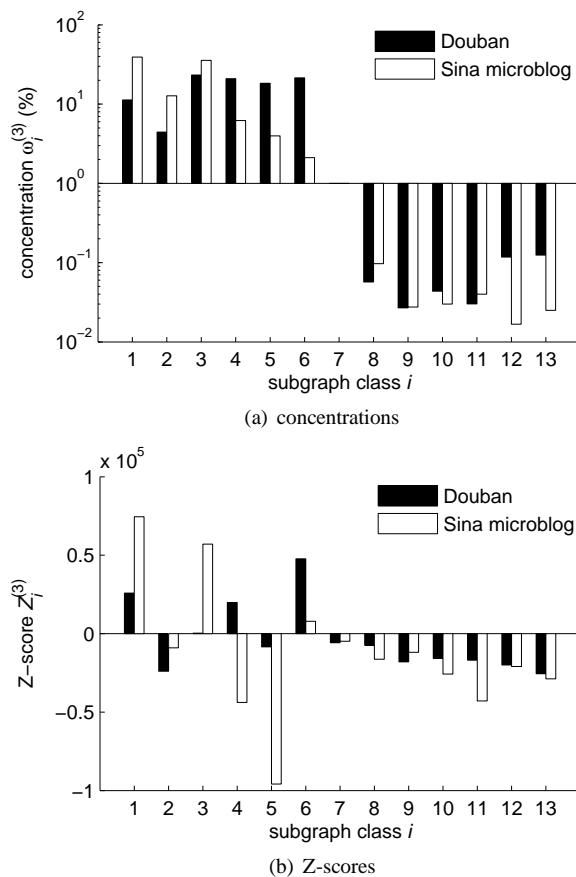 10^2
10^1
10^0
10^−1
10^−2
concentration ω_i^(3) (%)
Douban
Sina microblog
1 2 3 4 5 6 7 8 9 10 11 12 13
subgraph class i
(a) concentrations
x 10^5
1
0.5
0
−0.5
−1
Z−score Z_i^(3)
Douban
Sina microblog
1 2 3 4 5 6 7 8 9 10 11 12 13
subgraph class i
(b) Z-scores